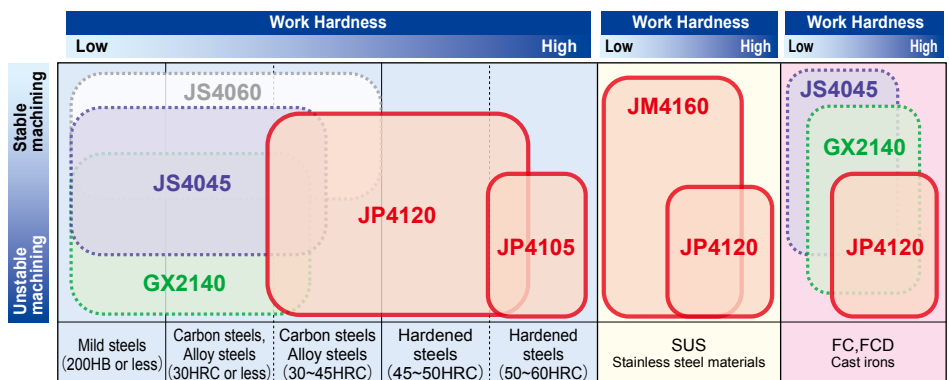 Work Hardness
Low
High
Work Hardness
Low
High
Work Hardness
Low
High
Stable
machining
Unstable
machining
JS4060
JS4045
GX2140
JP4120
JP4105
JM4160
JP4120
JS4045
GX2140
JP4120
Mild steels
(200HB or less)
Carbon steels,
Alloy steels
(30HRC or less)
Carbon steels
Alloy steels
(30~45HRC)
Hardened
steels
(45~50HRC)
Hardened
steels
(50~60HRC)
SUS
Stainless steel materials
FC,FCD
Cast irons